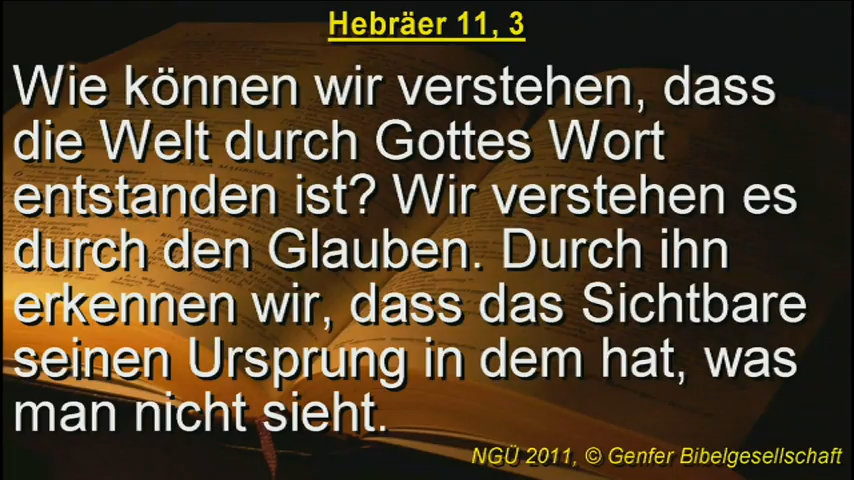 Hebräer 11, 3
Wie können wir verstehen, dass
die Welt durch Gottes Wort
entstanden ist? Wir verstehen es
durch den Glauben. Durch ihn
erkennen wir, dass das Sichtbare
seinen Ursprung in dem hat, was
man nicht sieht.
NGÜ 2011, © Genfer Bibelgesellschaft